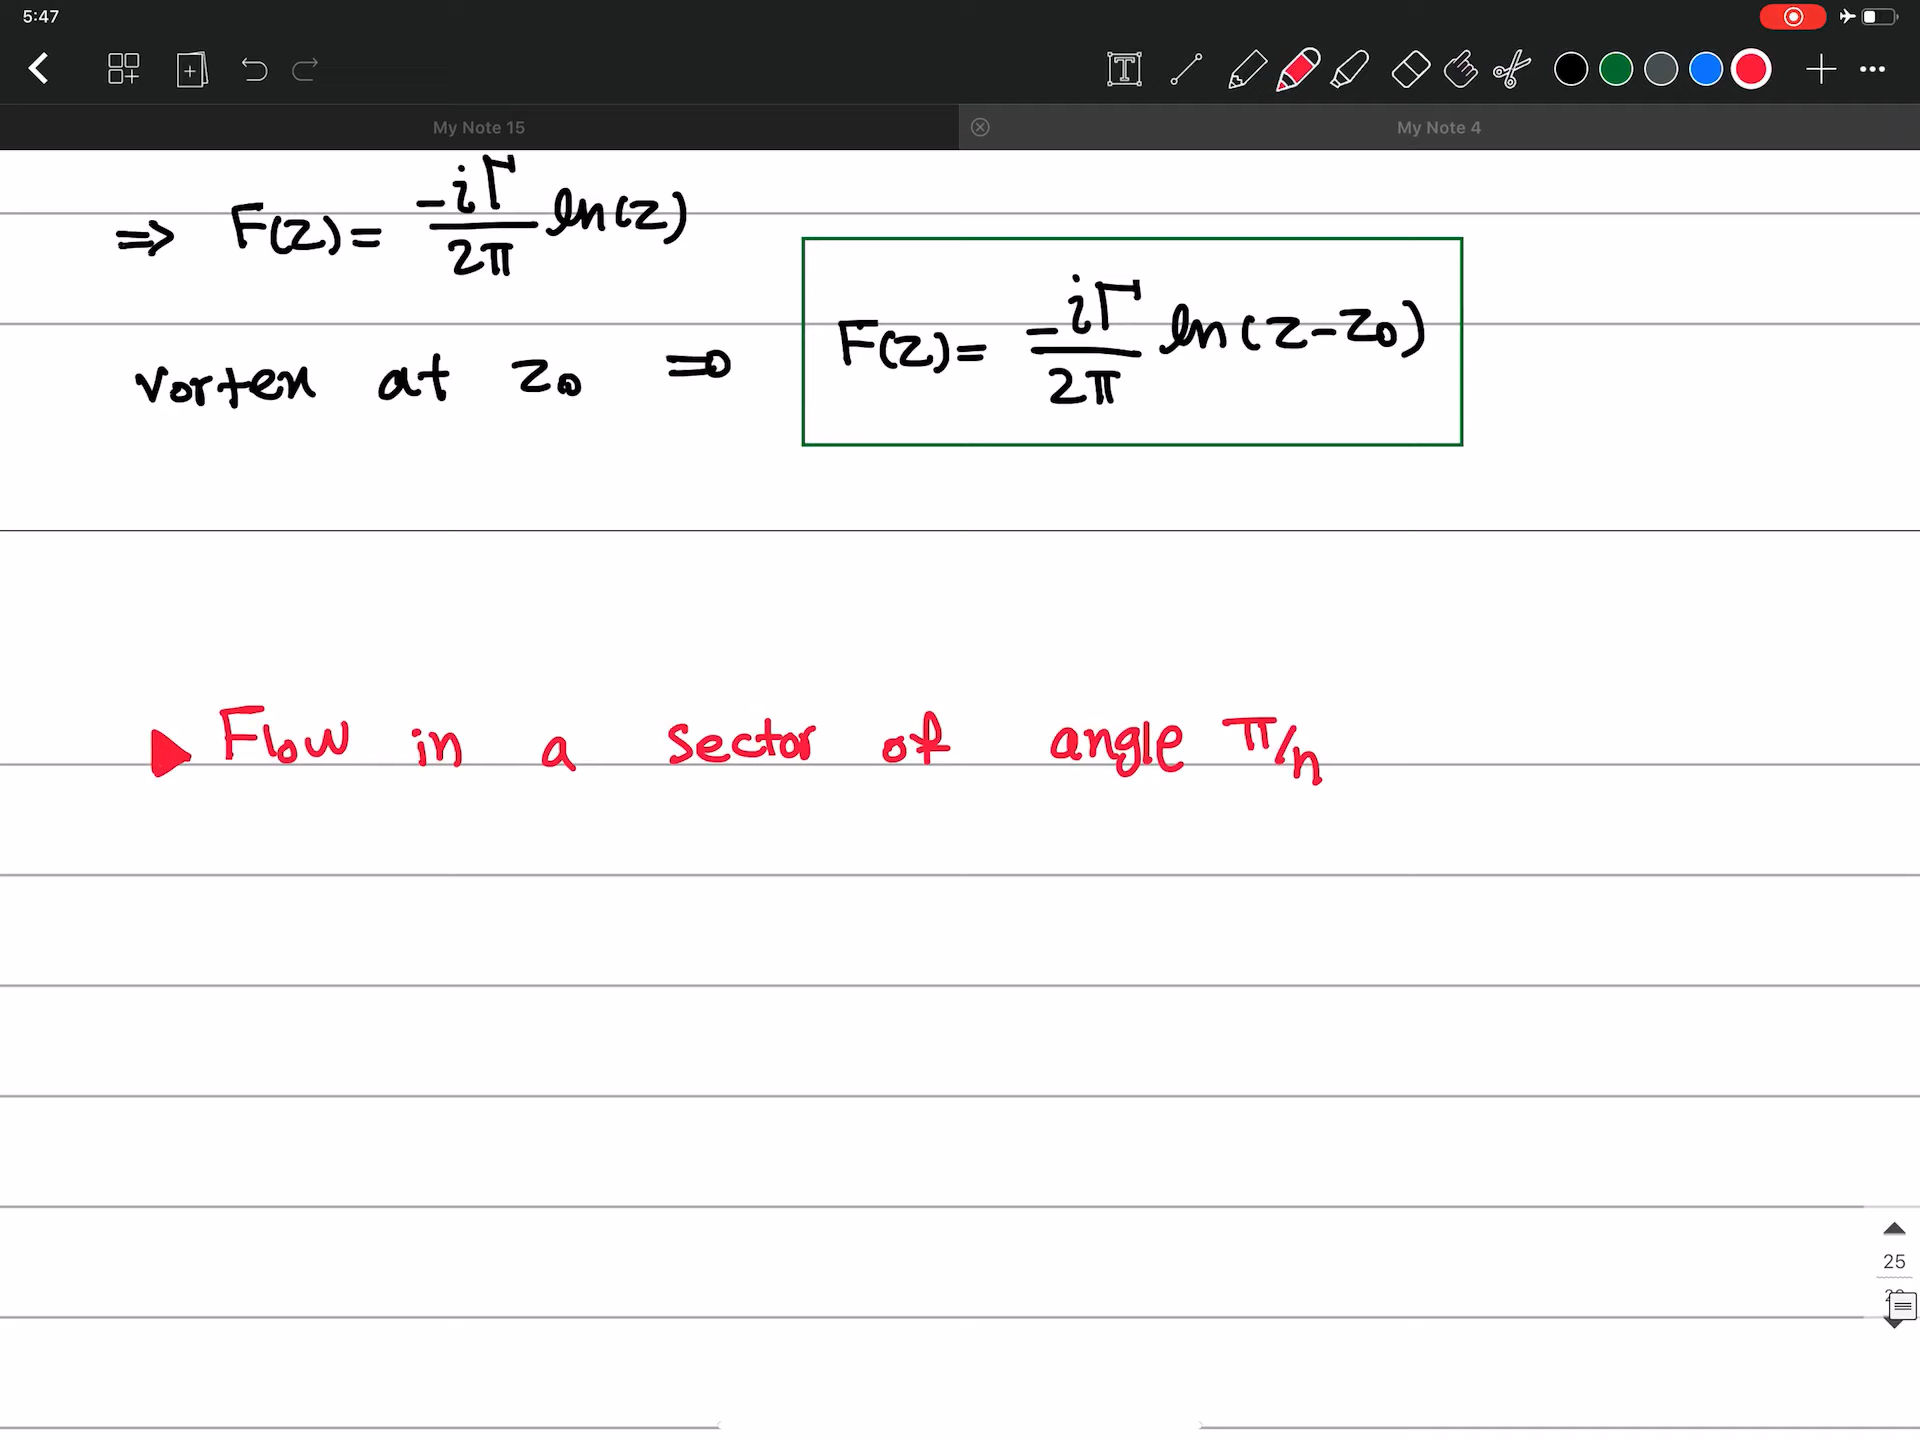 5:47
My Note 15
My Note 4
⇒ F(z) = -iΓ/2π ln(z)
vortex at z₀ ⇒ F(z) = -iΓ/2π ln(z-z₀)
▶ Flow in a sector of angle π/n
25